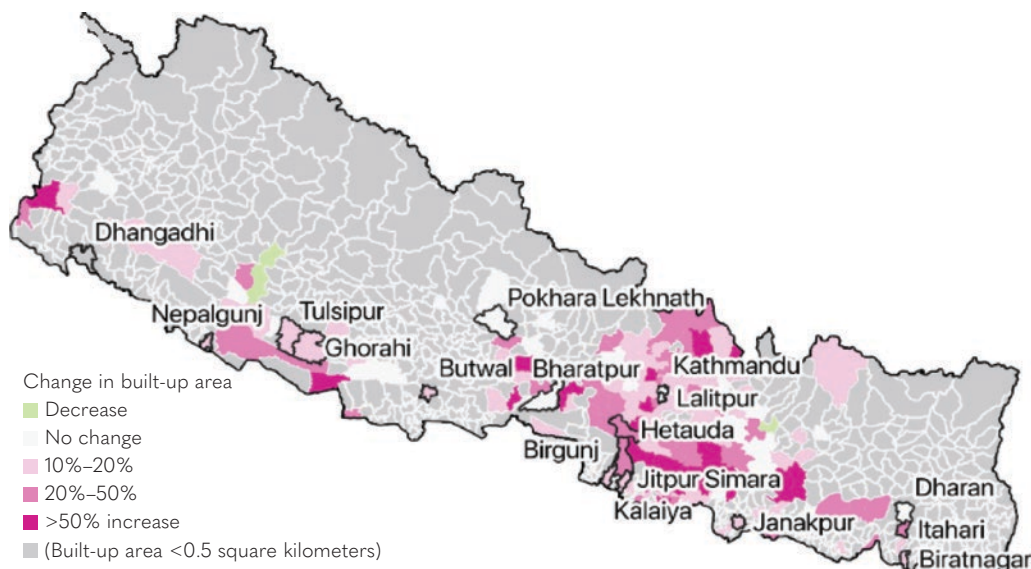 Dhangadhi
Nepalgunj
Tulsipur
Ghorahi
Pokhara Lekhnath
Butwal
Bharatpur
Kathmandu
Lalitpur
Hetauda
Birgunj
Jitpur Simara
Kalaiya
Janakpur
Dharan
Itahari
Biratnagar
Change in built-up area
Decrease
No change
10%–20%
20%–50%
>50% increase
(Built-up area <0.5 square kilometers)